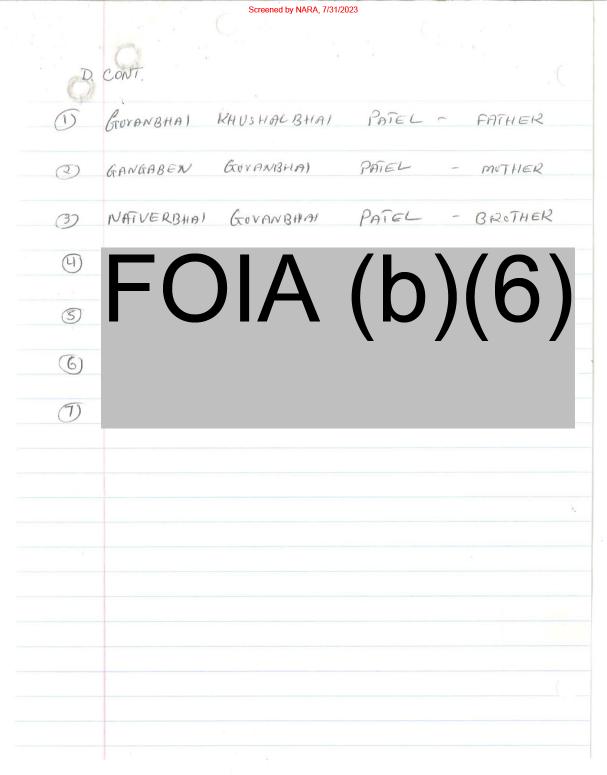 Screened by NARA, 7/31/2023
D. CONT.
(1) GOVANBHAI KHUSHALBHAI PATEL - FATHER
(2) GANGABEN GOVANBHAI PATEL - MOTHER
(3) NATVERBHAI GOVANBHAI PATEL - BROTHER
(4) FOIA (b)(6)
(5)
(6)
(7)